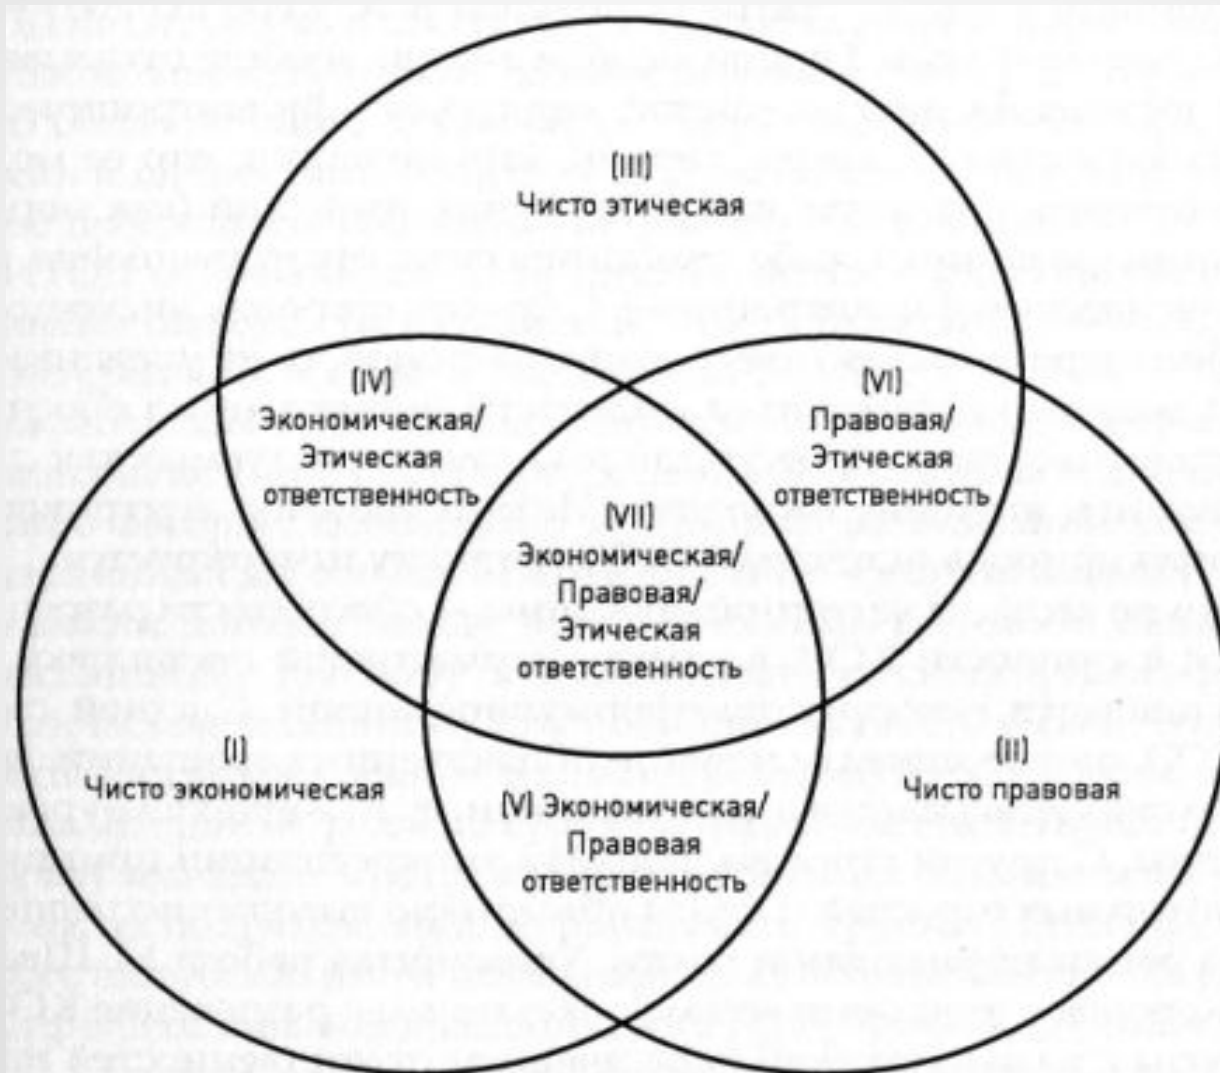 (III)
Чисто этическая
(IV)
Экономическая/
Этическая
ответственность
(VI)
Правовая/
Этическая
ответственность
(VII)
Экономическая/
Правовая/
Этическая
ответственность
(I)
Чисто экономическая
(II)
Чисто правовая
(V) Экономическая/
Правовая
ответственность